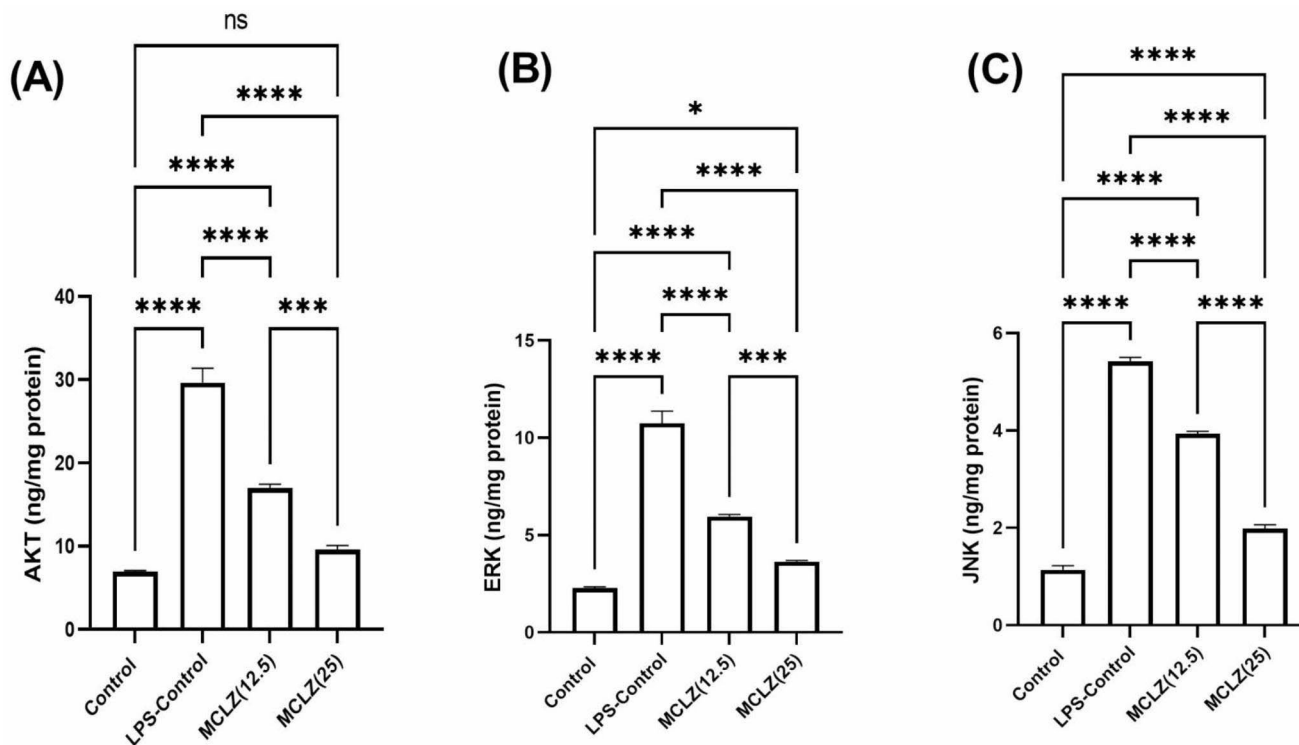 (A)
ns
****
****
****
****
***
AKT (ng/mg protein)
40
30
20
10
0
Control
LPS-Control
MCLZ(12.5)
MCLZ(25)
(B)
*
****
****
****
****
***
ERK (ng/mg protein)
15
10
5
0
Control
LPS-Control
MCLZ(12.5)
MCLZ(25)
(C)
****
****
****
****
****
****
JNK (ng/mg protein)
6
4
2
0
Control
LPS-Control
MCLZ(12.5)
MCLZ(25)